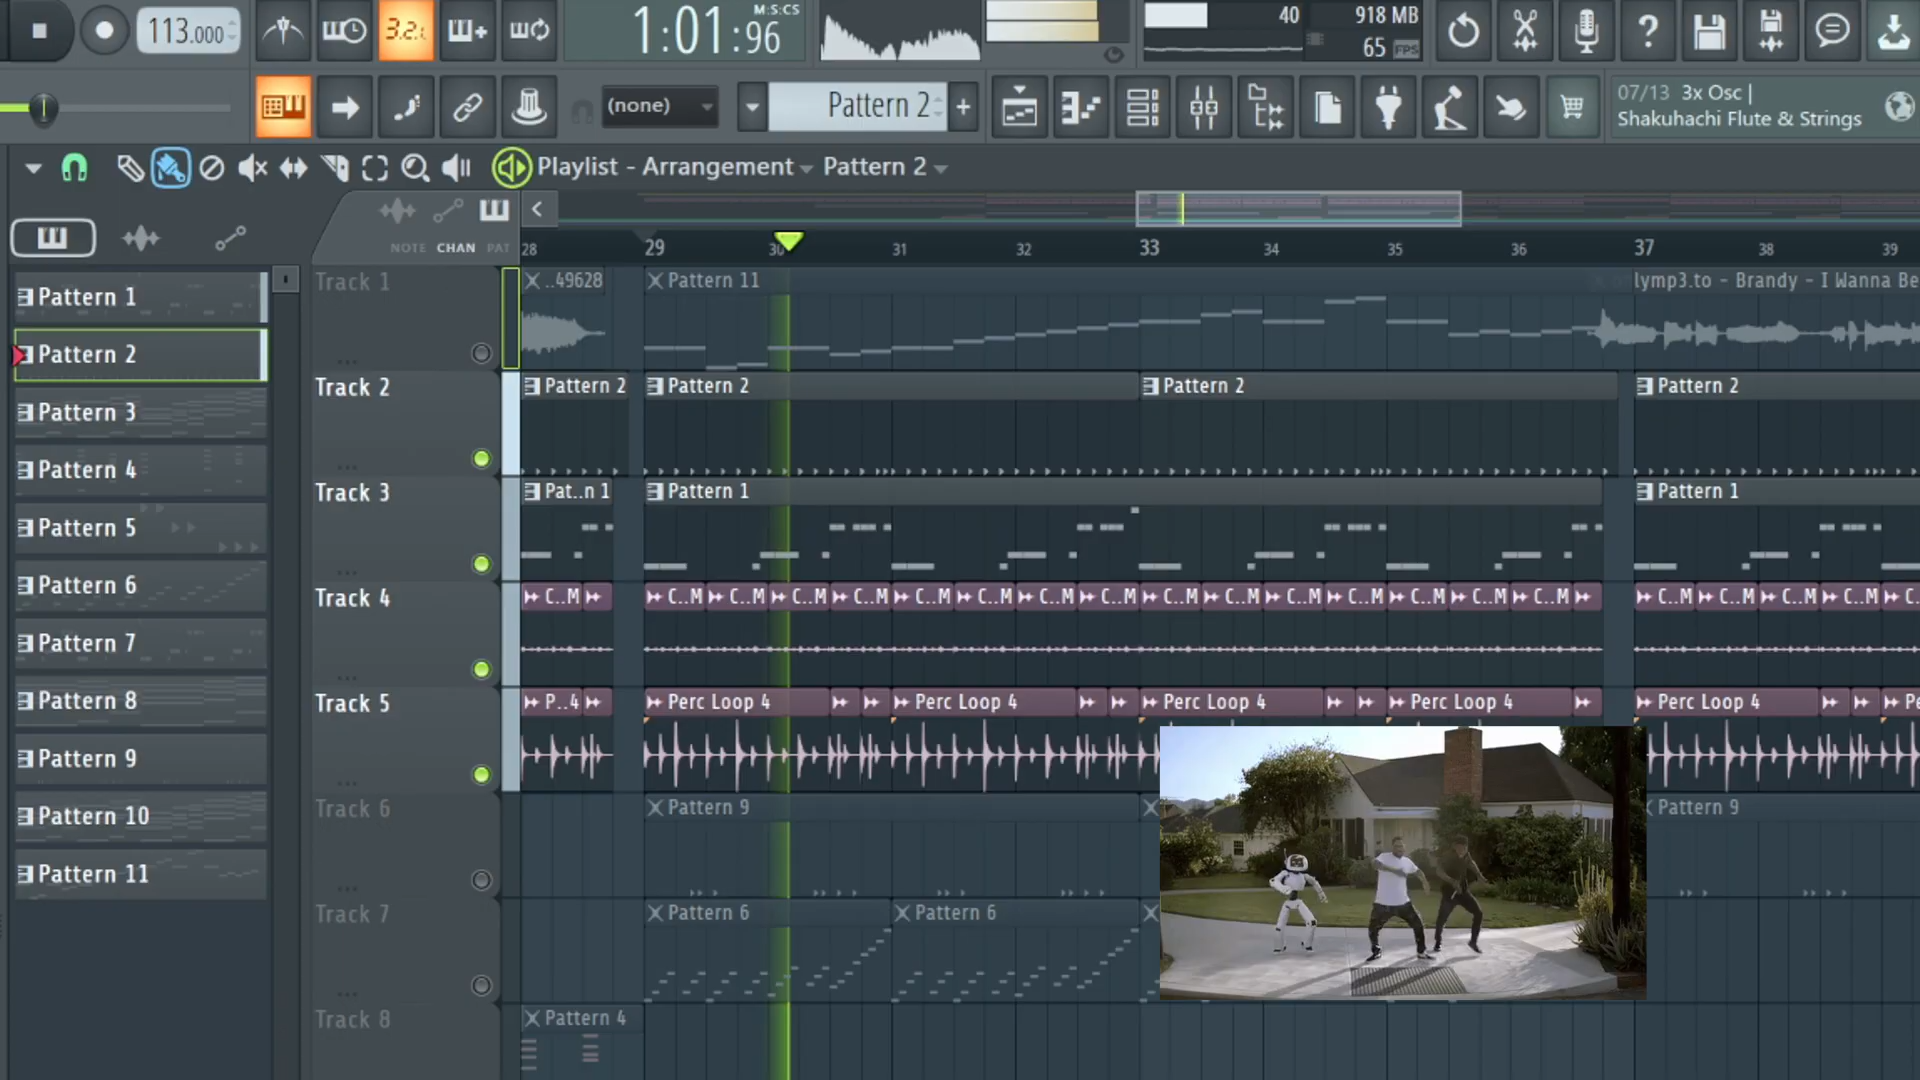 113.000
3.2.
1:01:96
M:S:CS
40
918 MB
65 FPS
(none)
Pattern 2
07/13 3x Osc |
Shakuhachi Flute & Strings
Playlist - Arrangement
Pattern 2
NOTE CHAN PAT
28 29 30 31 32 33 34 35 36 37 38 39
Pattern 1
Pattern 2
Pattern 3
Pattern 4
Pattern 5
Pattern 6
Pattern 7
Pattern 8
Pattern 9
Pattern 10
Pattern 11
Track 1
..49628 Pattern 11 lymp3.to - Brandy - I Wanna Be
Track 2
Pattern 2 Pattern 2 Pattern 2 Pattern 2
Track 3
Pat..n 1 Pattern 1 Pattern 1
Track 4
C..M C..M C..M C..M C..M C..M C..M C..M C..M C..M C..M C..M C..M C..M C..M C..M C..M C..M C..M C..M C.
Track 5
P..4 Perc Loop 4 Perc Loop 4 Perc Loop 4 Perc Loop 4 Perc Loop 4 Pe
Track 6
Pattern 9 Pattern 9
Track 7
Pattern 6 Pattern 6
Track 8
Pattern 4